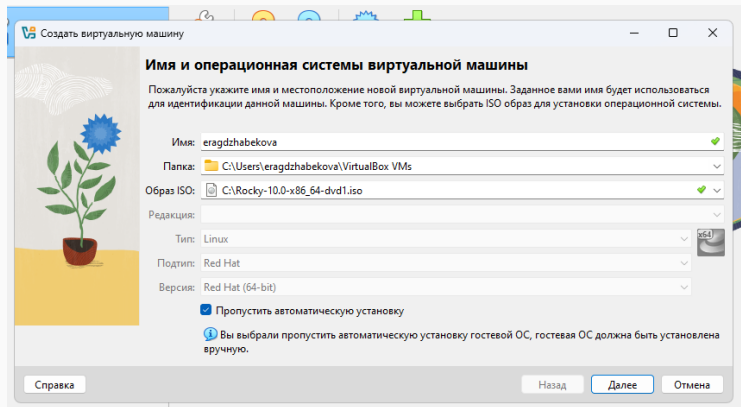 Создать виртуальную машину
Имя и операционная системы виртуальной машины
Пожалуйста укажите имя и местоположение новой виртуальной машины. Заданное вами имя будет использоваться
для идентификации данной машины. Кроме того, вы можете выбрать ISO образ для установки операционной системы.
Имя: eragdzhabekova
Папка: C:\Users\eragdzhabekova\VirtualBox VMs
Образ ISO: C:\Rocky-10.0-x86_64-dvd1.iso
Редакция:
Тип: Linux
x64
Подтип: Red Hat
Версия: Red Hat (64-bit)
Пропустить автоматическую установку
Вы выбрали пропустить автоматическую установку гостевой ОС, гостевая ОС должна быть установлена
вручную.
Справка Назад Далее Отмена